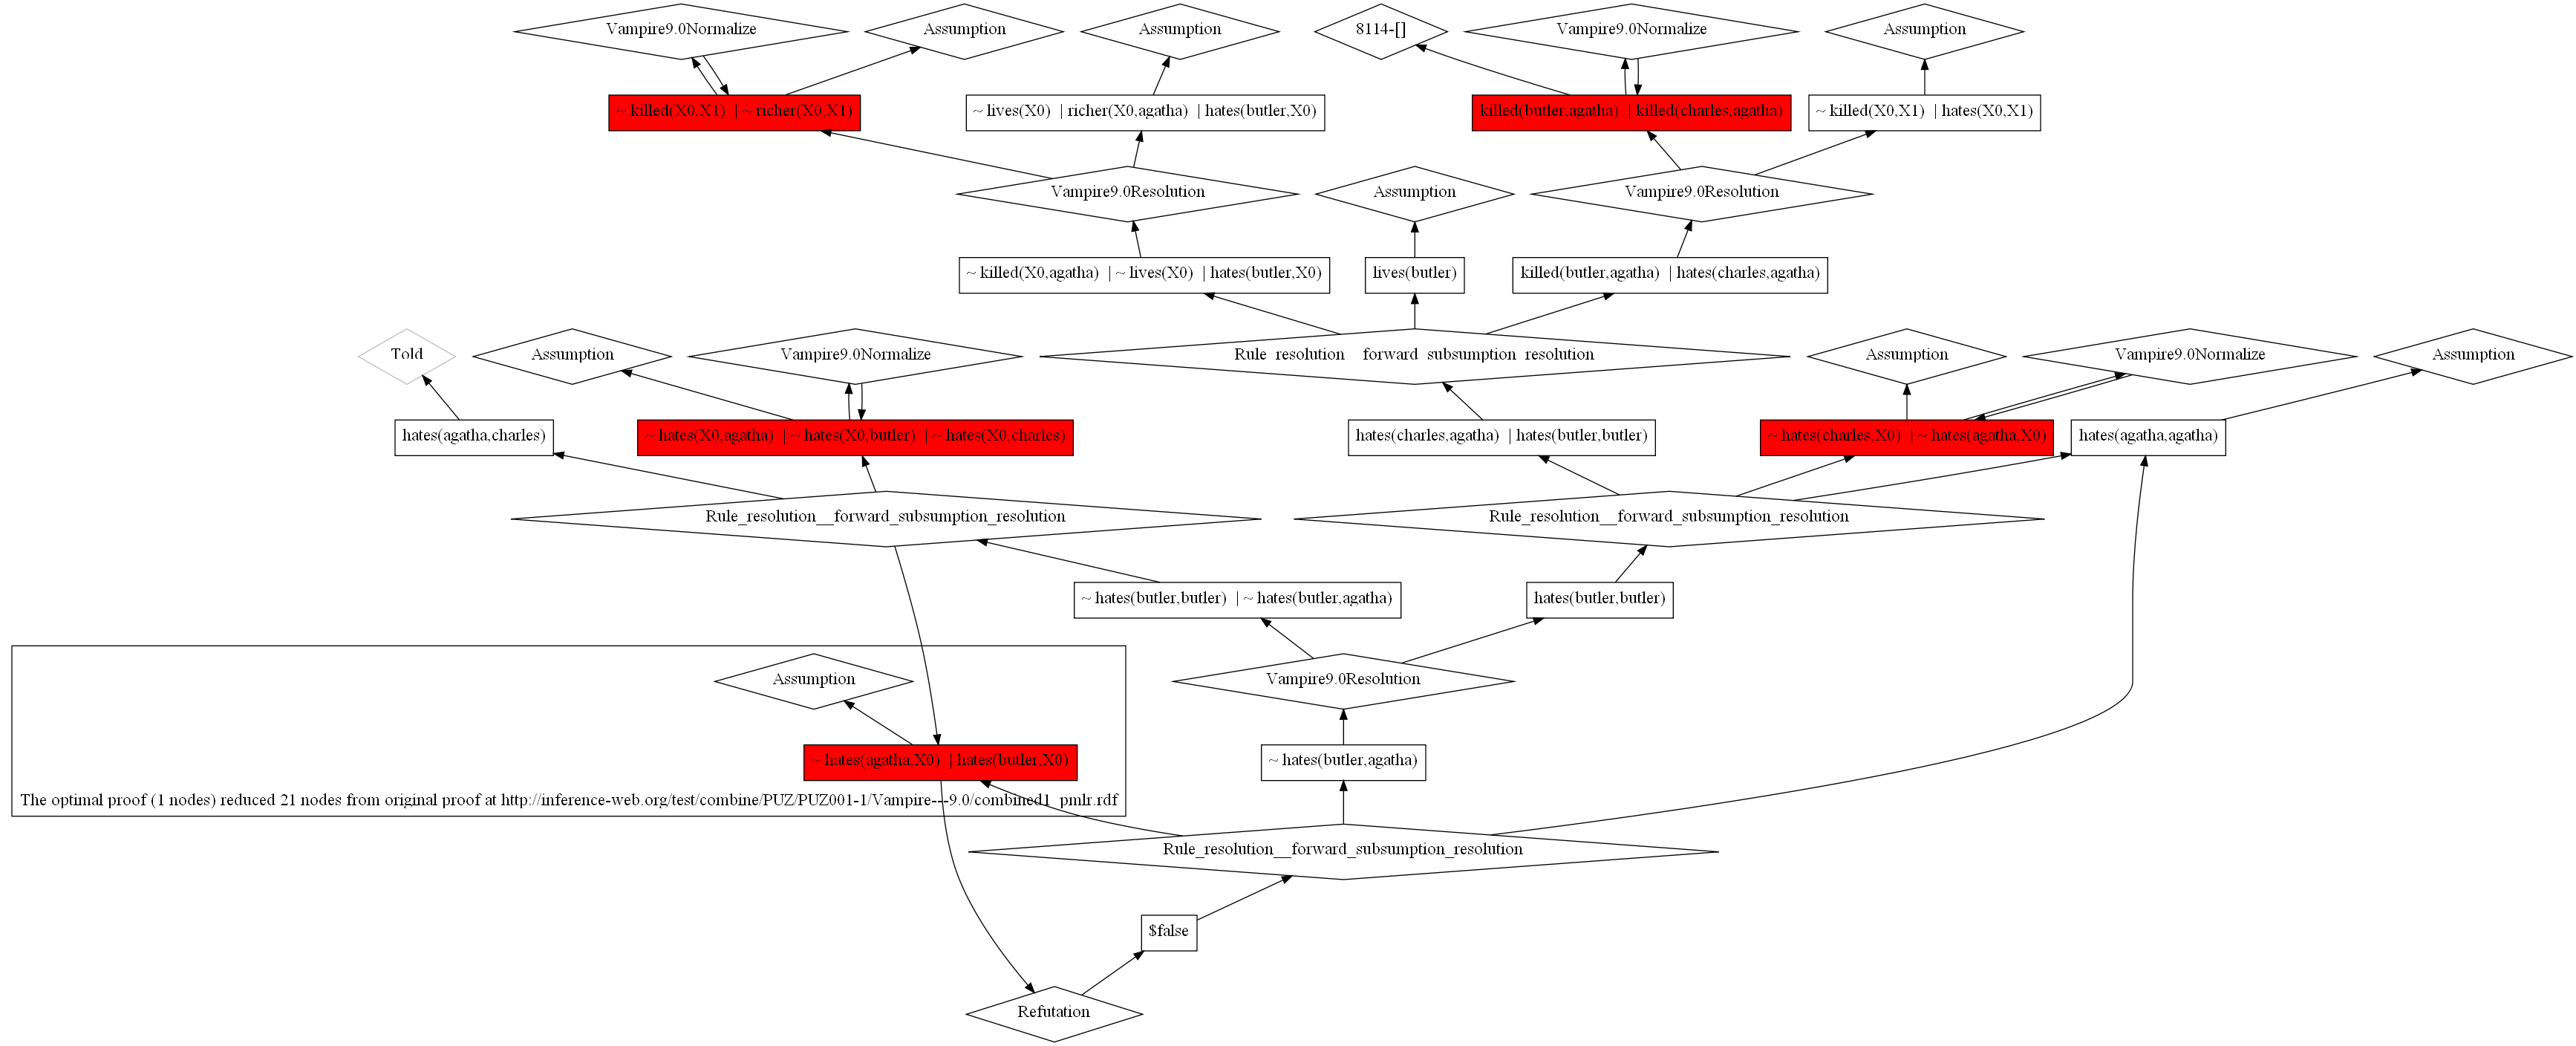 Vampire9.0Normalize
Assumption
Assumption
8114-[]
Vampire9.0Normalize
Assumption
~ killed(X0,X1) | ~ richer(X0,X1)
~ lives(X0) | richer(X0,agatha) | hates(butler,X0)
killed(butler,agatha) | killed(charles,agatha)
~ killed(X0,X1) | hates(X0,X1)
Vampire9.0Resolution
Assumption
Vampire9.0Resolution
~ killed(X0,agatha) | ~ lives(X0) | hates(butler,X0)
lives(butler)
killed(butler,agatha) | hates(charles,agatha)
Told
Assumption
Vampire9.0Normalize
Rule_resolution__forward_subsumption_resolution
Assumption
Vampire9.0Normalize
Assumption
hates(agatha,charles)
~ hates(X0,agatha) | ~ hates(X0,butler) | ~ hates(X0,charles)
hates(charles,agatha) | hates(butler,butler)
~ hates(charles,X0) | ~ hates(agatha,X0)
hates(agatha,agatha)
Rule_resolution__forward_subsumption_resolution
Rule_resolution__forward_subsumption_resolution
~ hates(butler,butler) | ~ hates(butler,agatha)
hates(butler,butler)
Assumption
Vampire9.0Resolution
~ hates(agatha,X0) | hates(butler,X0)
~ hates(butler,agatha)
The optimal proof (1 nodes) reduced 21 nodes from original proof at http://inference-web.org/test/combine/PUZ/PUZ001-1/Vampire---9.0/combined1_pmlr.rdf
Rule_resolution__forward_subsumption_resolution
$false
Refutation